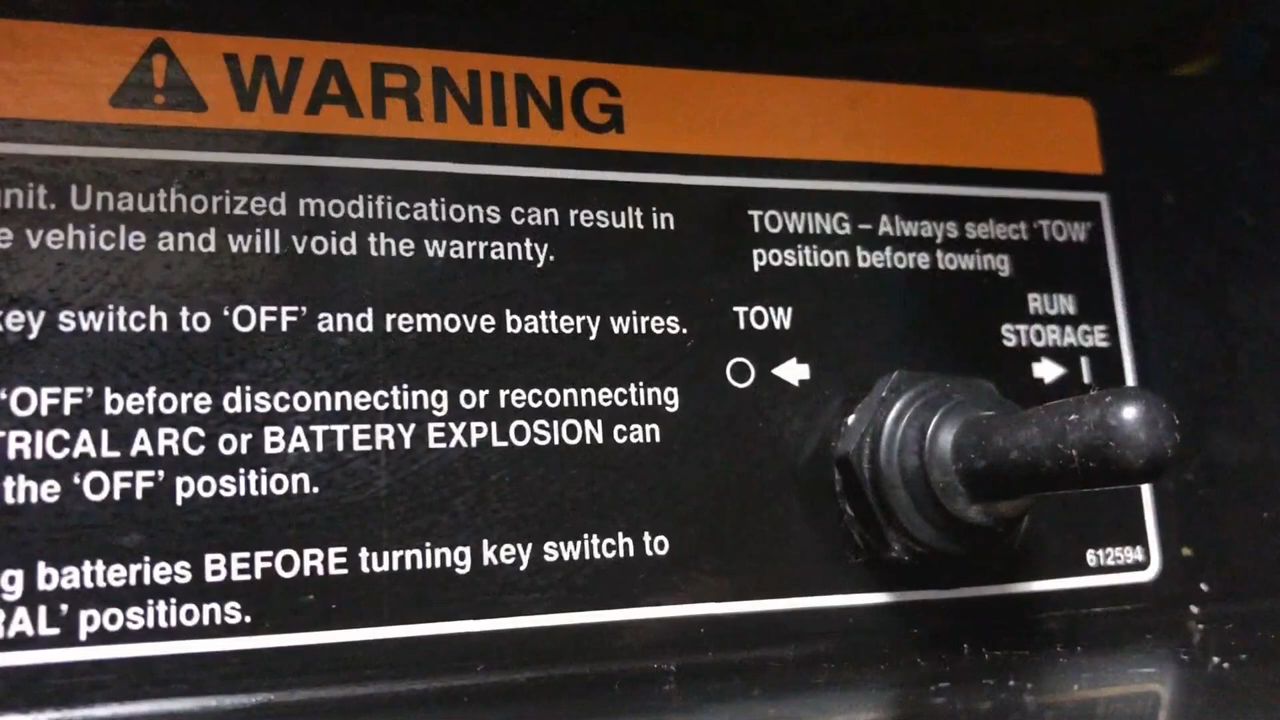 WARNING
unit. Unauthorized modifications can result in
vehicle and will void the warranty.
key switch to ‘OFF’ and remove battery wires.
‘OFF’ before disconnecting or reconnecting
TRICAL ARC or BATTERY EXPLOSION can
the ‘OFF’ position.
g batteries BEFORE turning key switch to
RAL’ positions.
TOWING – Always select ‘TOW’
position before towing
TOW
RUN
STORAGE
612594